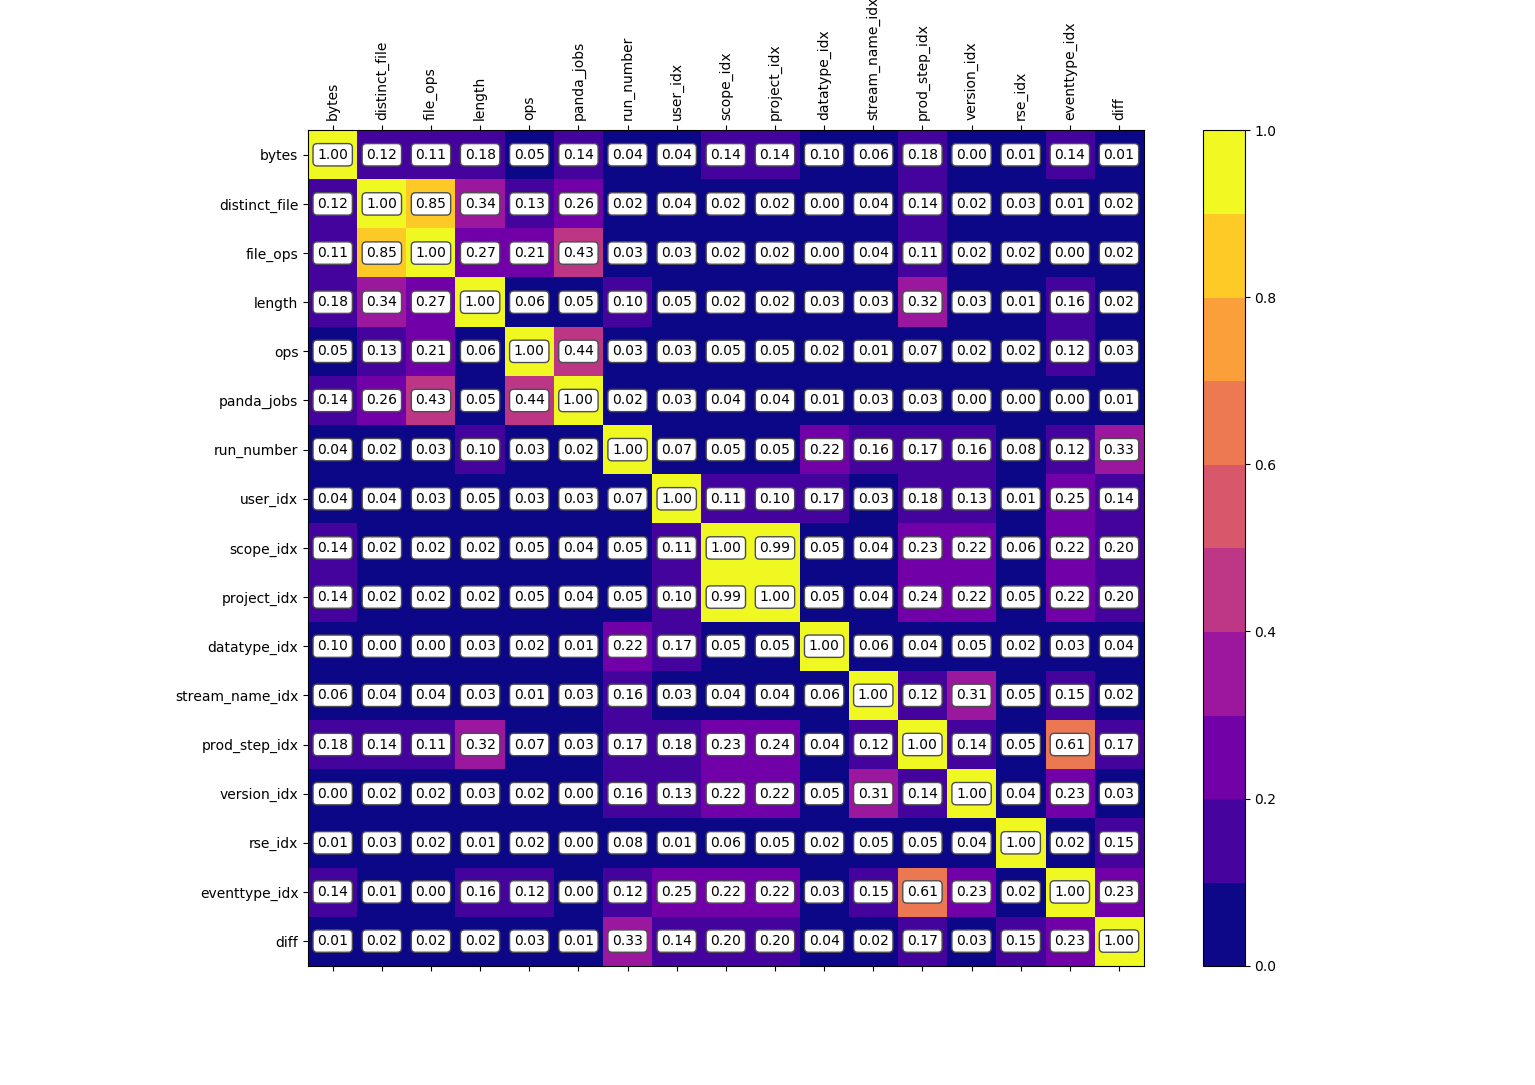 bytes distinct_file file_ops length ops panda_jobs run_number user_idx scope_idx project_idx datatype_idx stream_name_idx prod_step_idx version_idx rse_idx eventtype_idx diff
bytes 1.00 0.12 0.11 0.18 0.05 0.14 0.04 0.04 0.14 0.14 0.10 0.06 0.18 0.00 0.01 0.14 0.01
distinct_file 0.12 1.00 0.85 0.34 0.13 0.26 0.02 0.04 0.02 0.02 0.00 0.04 0.14 0.02 0.03 0.01 0.02
file_ops 0.11 0.85 1.00 0.27 0.21 0.43 0.03 0.03 0.02 0.02 0.00 0.04 0.11 0.02 0.02 0.00 0.02
length 0.18 0.34 0.27 1.00 0.06 0.05 0.10 0.05 0.02 0.02 0.03 0.03 0.32 0.03 0.01 0.16 0.02
ops 0.05 0.13 0.21 0.06 1.00 0.44 0.03 0.03 0.05 0.05 0.02 0.01 0.07 0.02 0.02 0.12 0.03
panda_jobs 0.14 0.26 0.43 0.05 0.44 1.00 0.02 0.03 0.04 0.04 0.01 0.03 0.03 0.00 0.00 0.00 0.01
run_number 0.04 0.02 0.03 0.10 0.03 0.02 1.00 0.07 0.05 0.05 0.22 0.16 0.17 0.16 0.08 0.12 0.33
user_idx 0.04 0.04 0.03 0.05 0.03 0.03 0.07 1.00 0.11 0.10 0.17 0.03 0.18 0.13 0.01 0.25 0.14
scope_idx 0.14 0.02 0.02 0.02 0.05 0.04 0.05 0.11 1.00 0.99 0.05 0.04 0.23 0.22 0.06 0.22 0.20
project_idx 0.14 0.02 0.02 0.02 0.05 0.04 0.05 0.10 0.99 1.00 0.05 0.04 0.24 0.22 0.05 0.22 0.20
datatype_idx 0.10 0.00 0.00 0.03 0.02 0.01 0.22 0.17 0.05 0.05 1.00 0.06 0.04 0.05 0.02 0.03 0.04
stream_name_idx 0.06 0.04 0.04 0.03 0.01 0.03 0.16 0.03 0.04 0.04 0.06 1.00 0.12 0.31 0.05 0.15 0.02
prod_step_idx 0.18 0.14 0.11 0.32 0.07 0.03 0.17 0.18 0.23 0.24 0.04 0.12 1.00 0.14 0.05 0.61 0.17
version_idx 0.00 0.02 0.02 0.03 0.02 0.00 0.16 0.13 0.22 0.22 0.05 0.31 0.14 1.00 0.04 0.23 0.03
rse_idx 0.01 0.03 0.02 0.01 0.02 0.00 0.08 0.01 0.06 0.05 0.02 0.05 0.05 0.04 1.00 0.02 0.15
eventtype_idx 0.14 0.01 0.00 0.16 0.12 0.00 0.12 0.25 0.22 0.22 0.03 0.15 0.61 0.23 0.02 1.00 0.23
diff 0.01 0.02 0.02 0.02 0.03 0.01 0.33 0.14 0.20 0.20 0.04 0.02 0.17 0.03 0.15 0.23 1.00
1.0
0.8
0.6
0.4
0.2
0.0